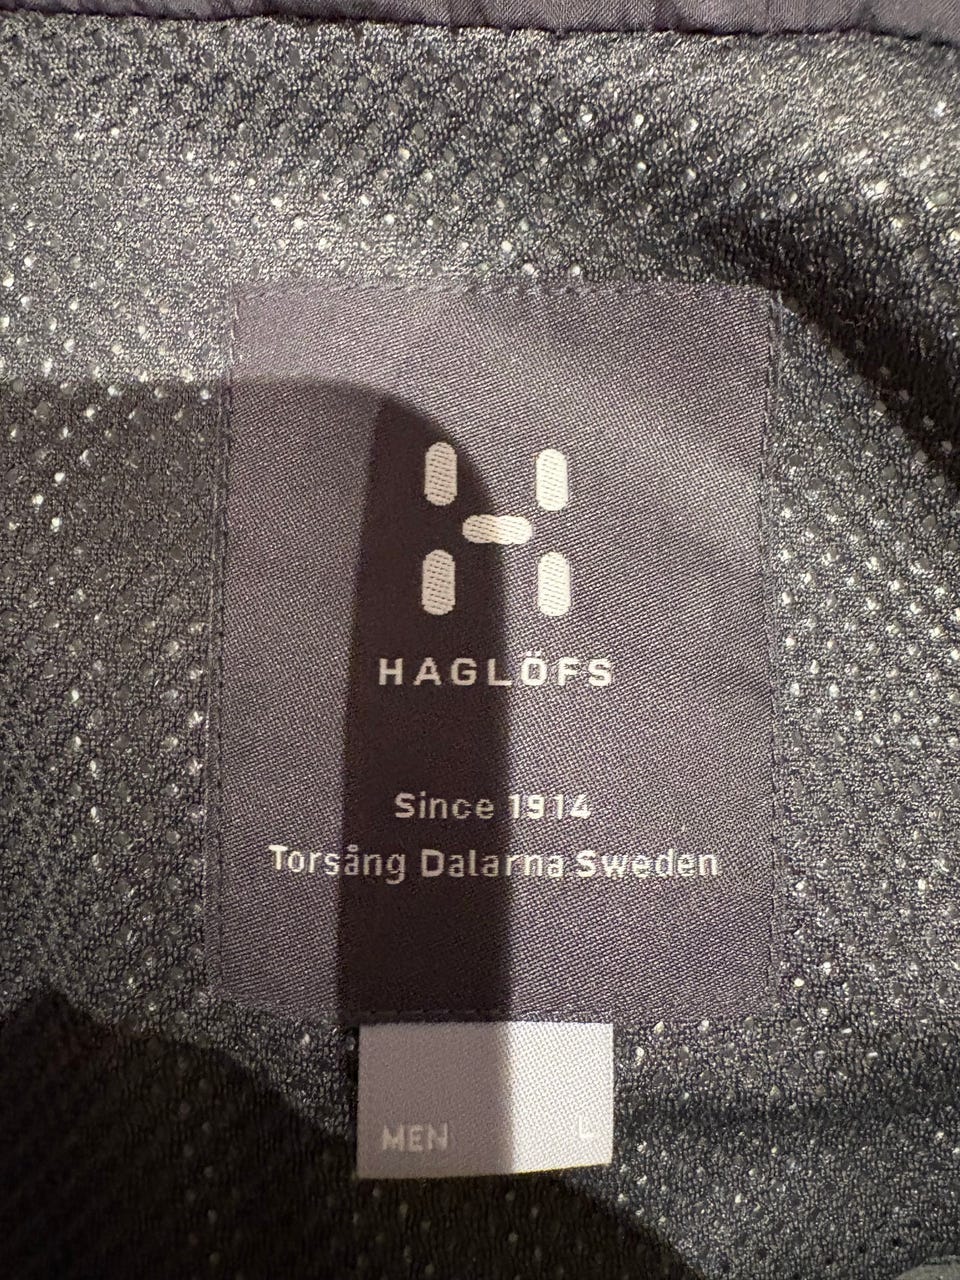 HAGLÖFS
Since 1914
Torsång Dalarna Sweden
MEN L